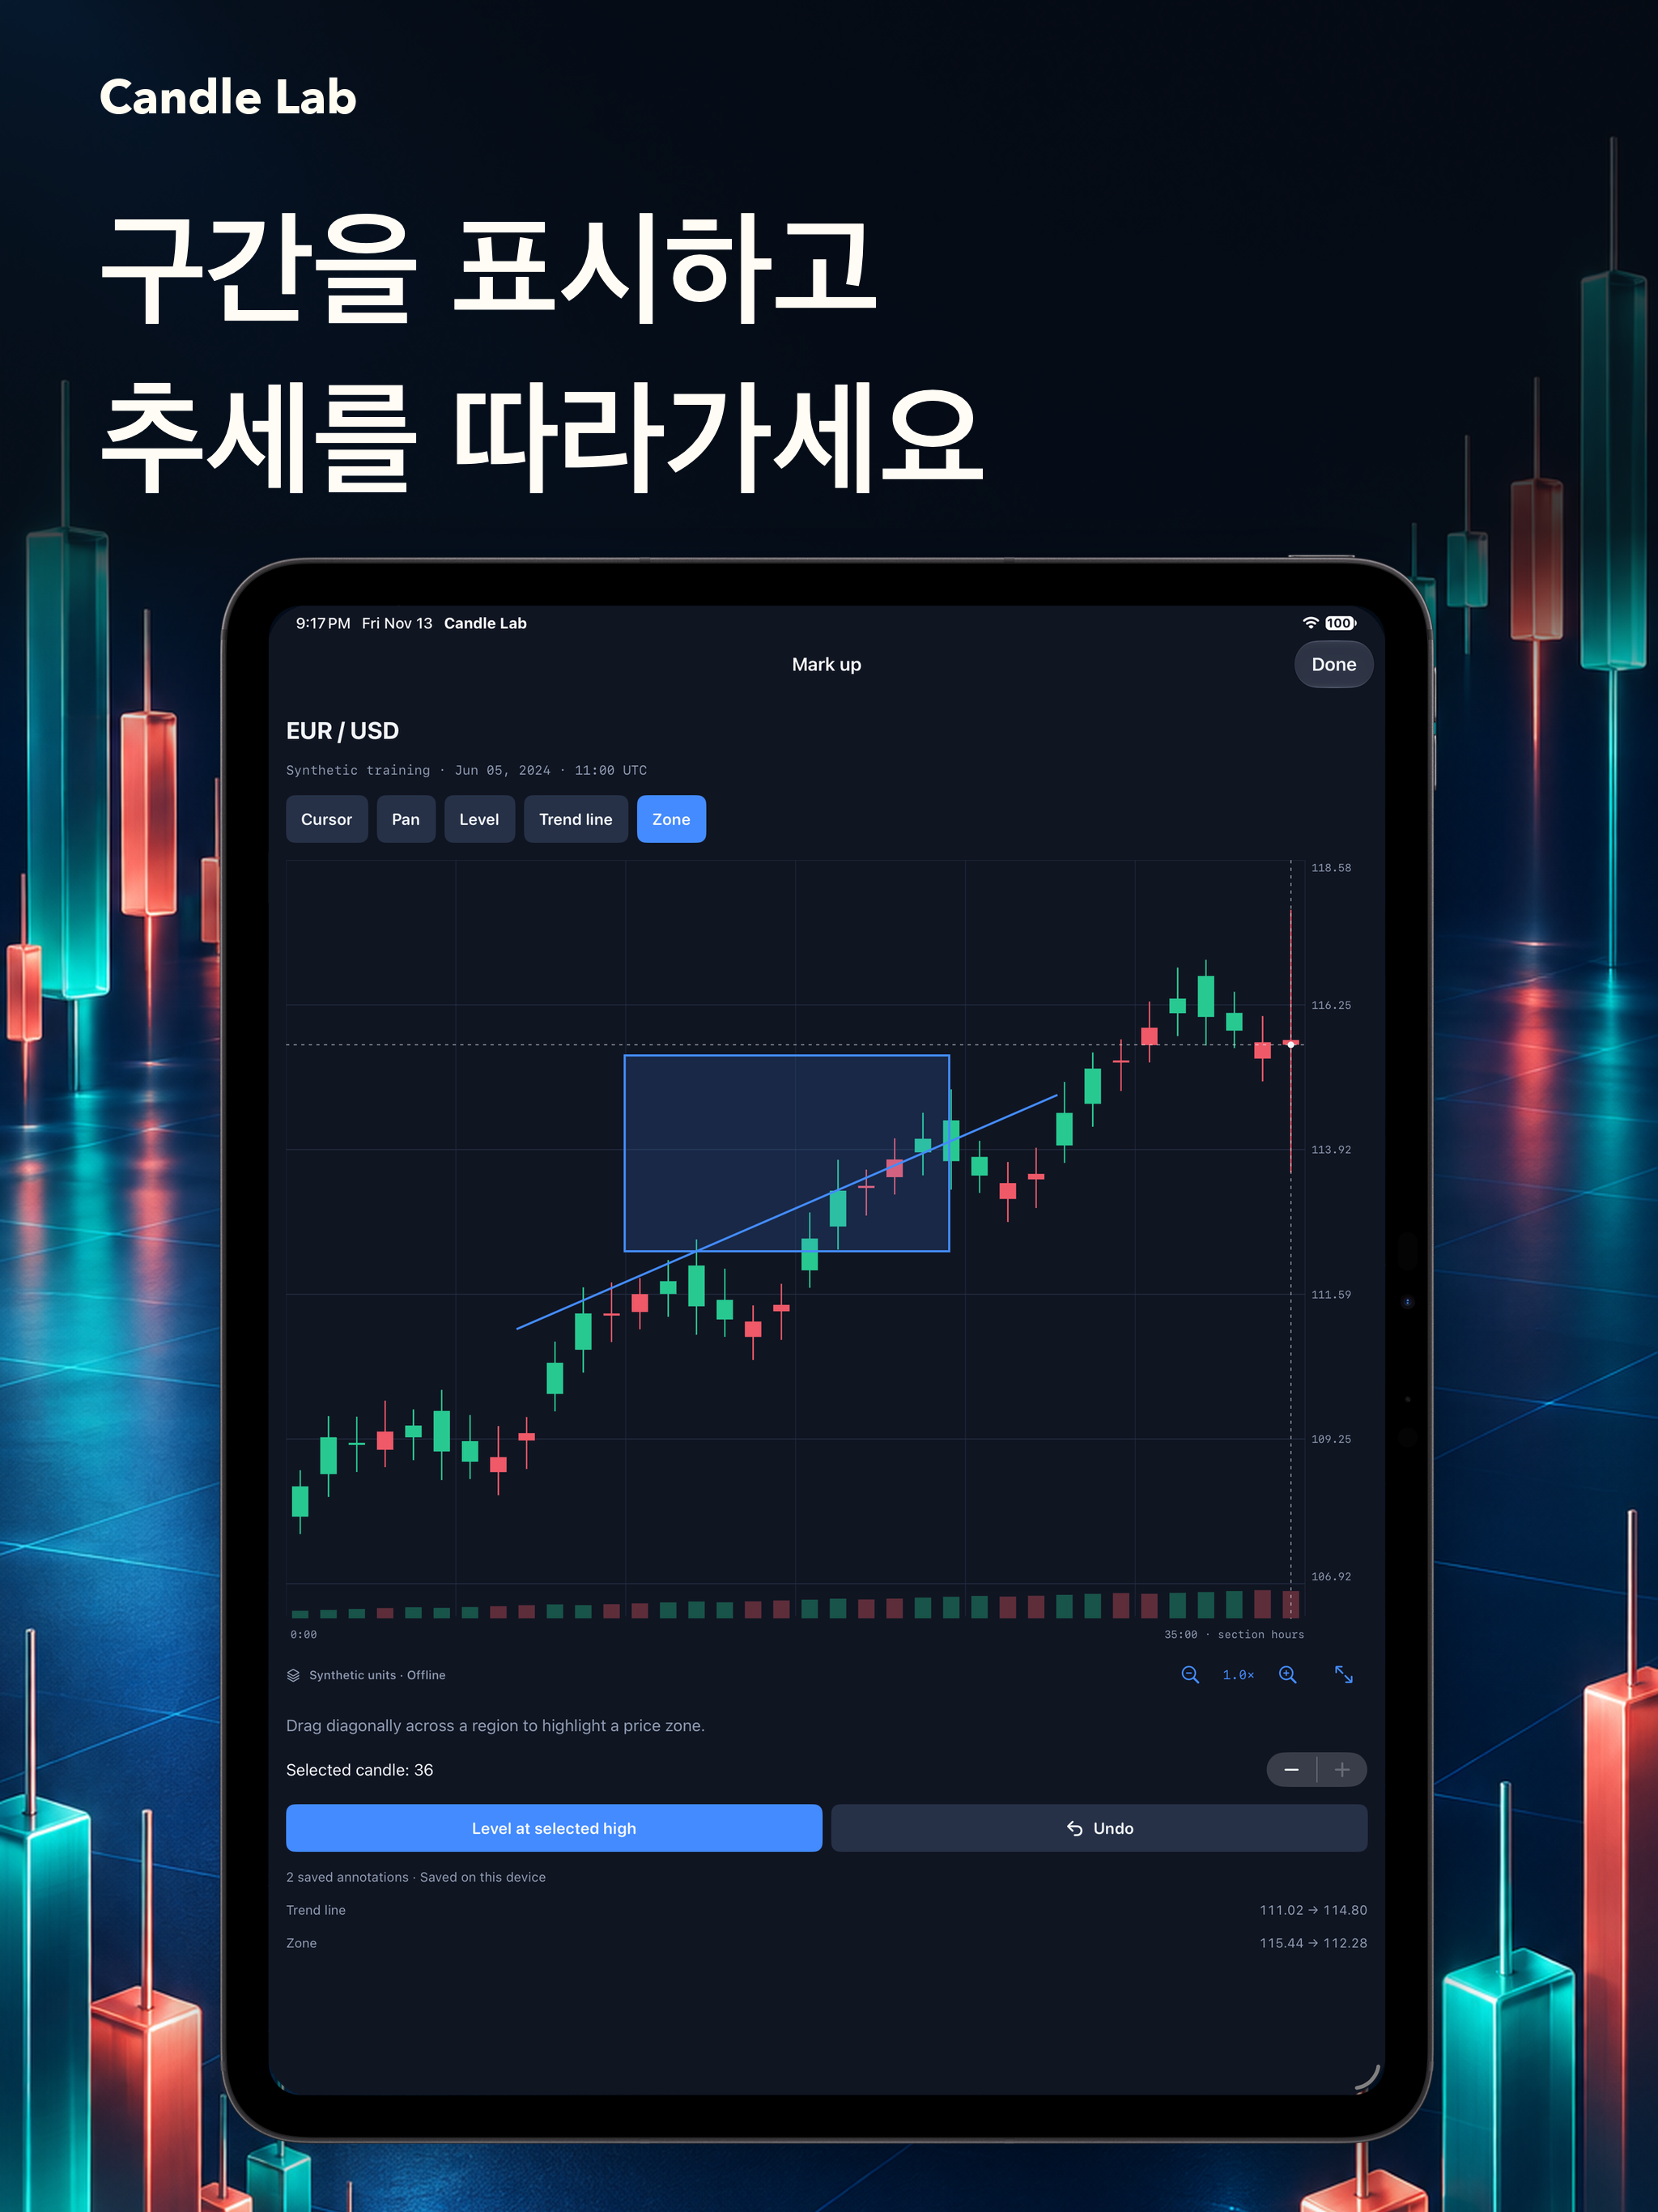 Candle Lab
구간을 표시하고
추세를 따라가세요
9:17 PM Fri Nov 13 Candle Lab
100
Mark up
Done
EUR / USD
Synthetic training · Jun 05, 2024 · 11:00 UTC
Cursor
Pan
Level
Trend line
Zone
118.58
116.25
113.92
111.59
109.25
106.92
0:00
35:00 · section hours
Synthetic units · Offline
1.0×
Drag diagonally across a region to highlight a price zone.
Selected candle: 36
Level at selected high
Undo
2 saved annotations · Saved on this device
Trend line
111.02 → 114.80
Zone
115.44 → 112.28